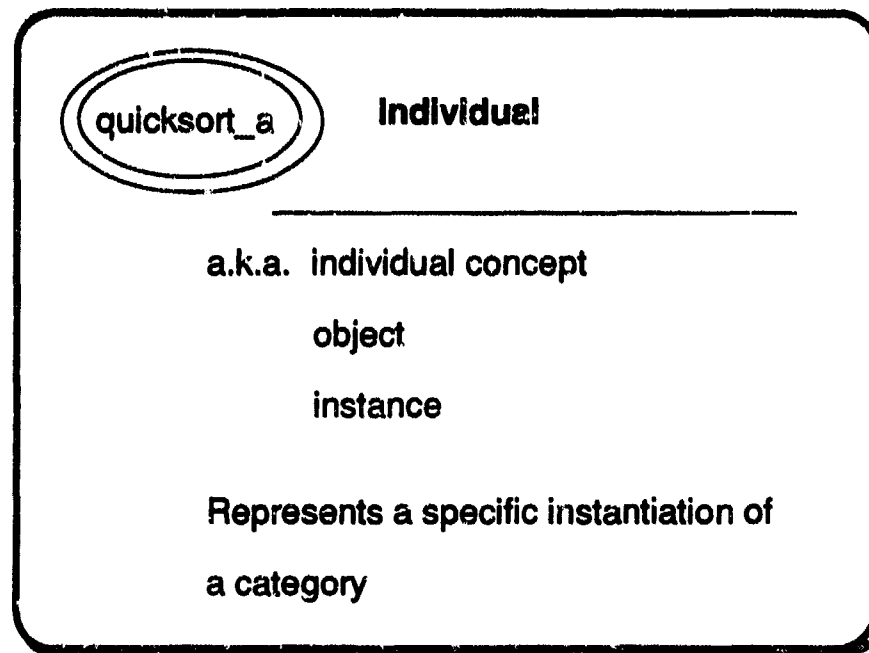 quicksort_a Individual
a.k.a. individual concept
object
instance
Represents a specific instantiation of
a category